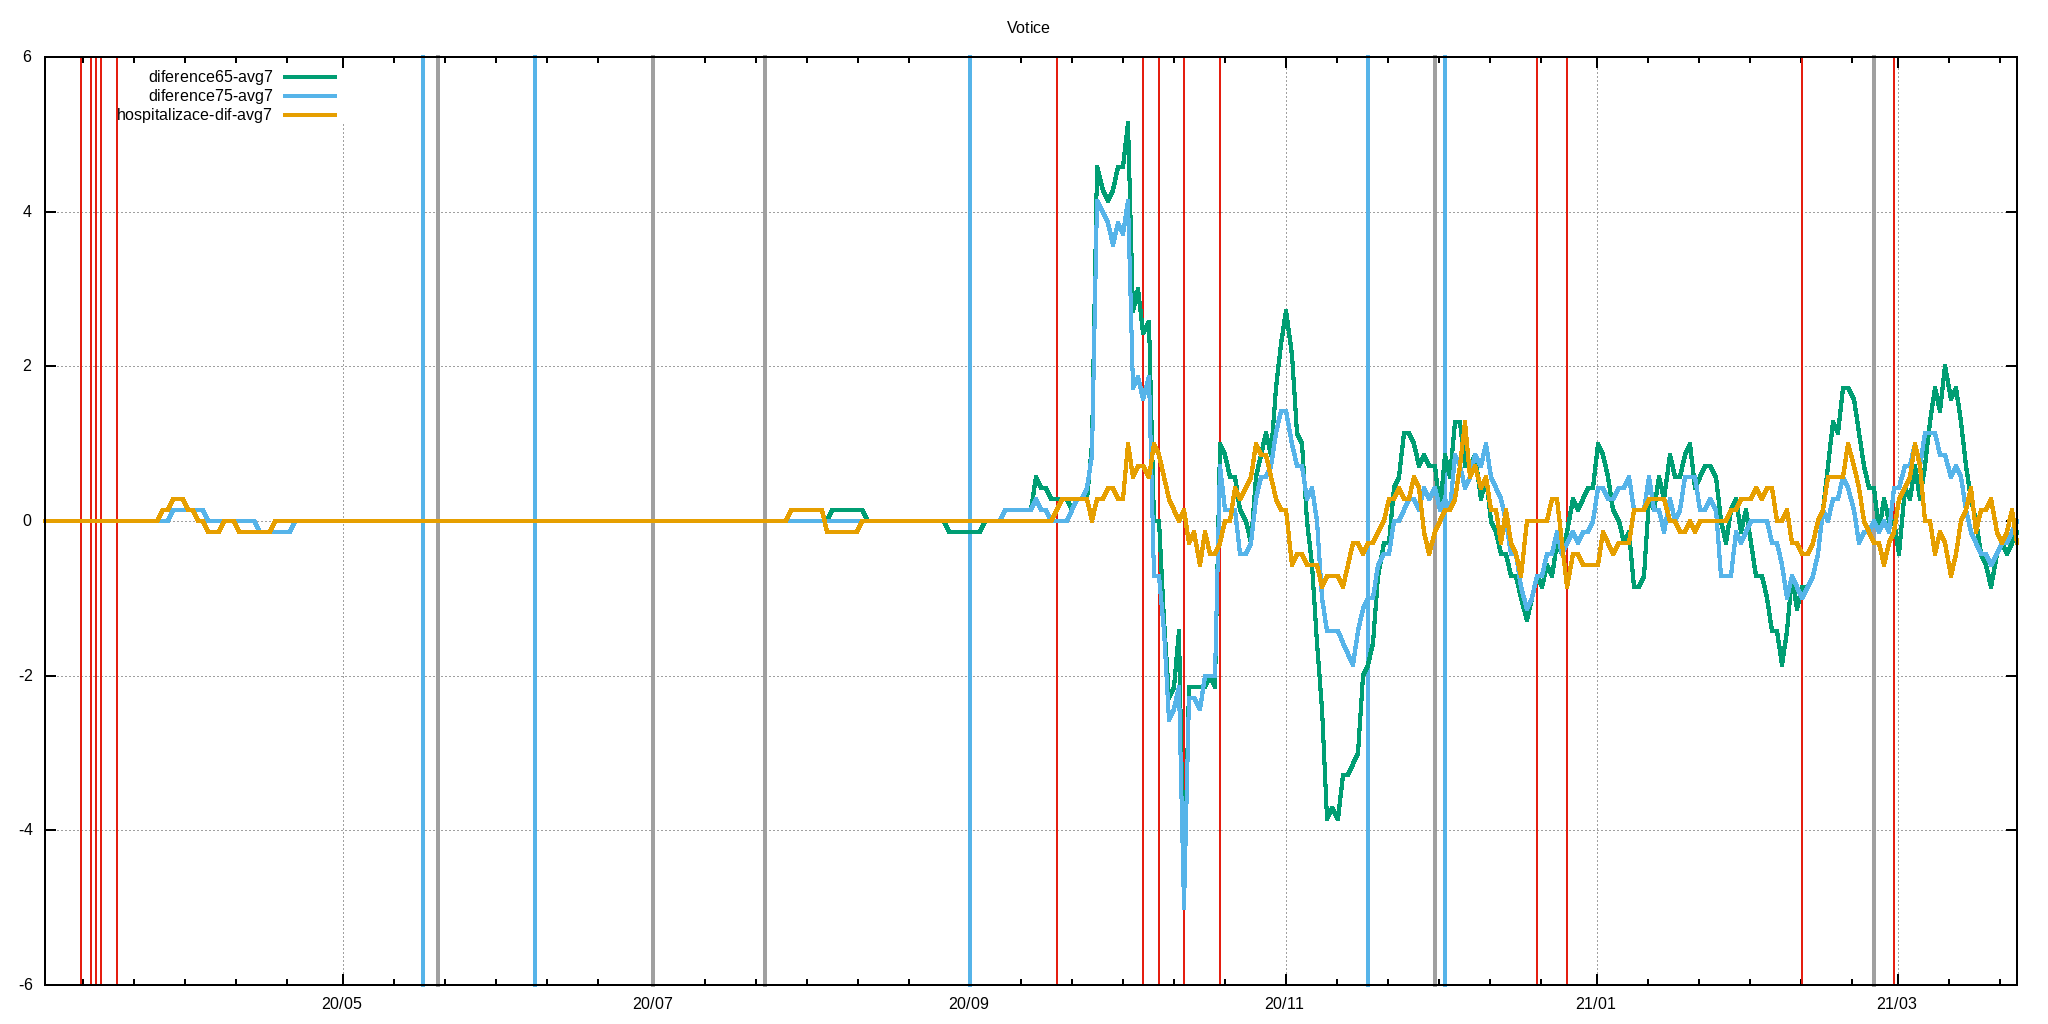 Votice
diference65-avg7
diference75-avg7
hospitalizace-dif-avg7
6
4
2
0
-2
-4
-6
20/05 20/07 20/09 20/11 21/01 21/03